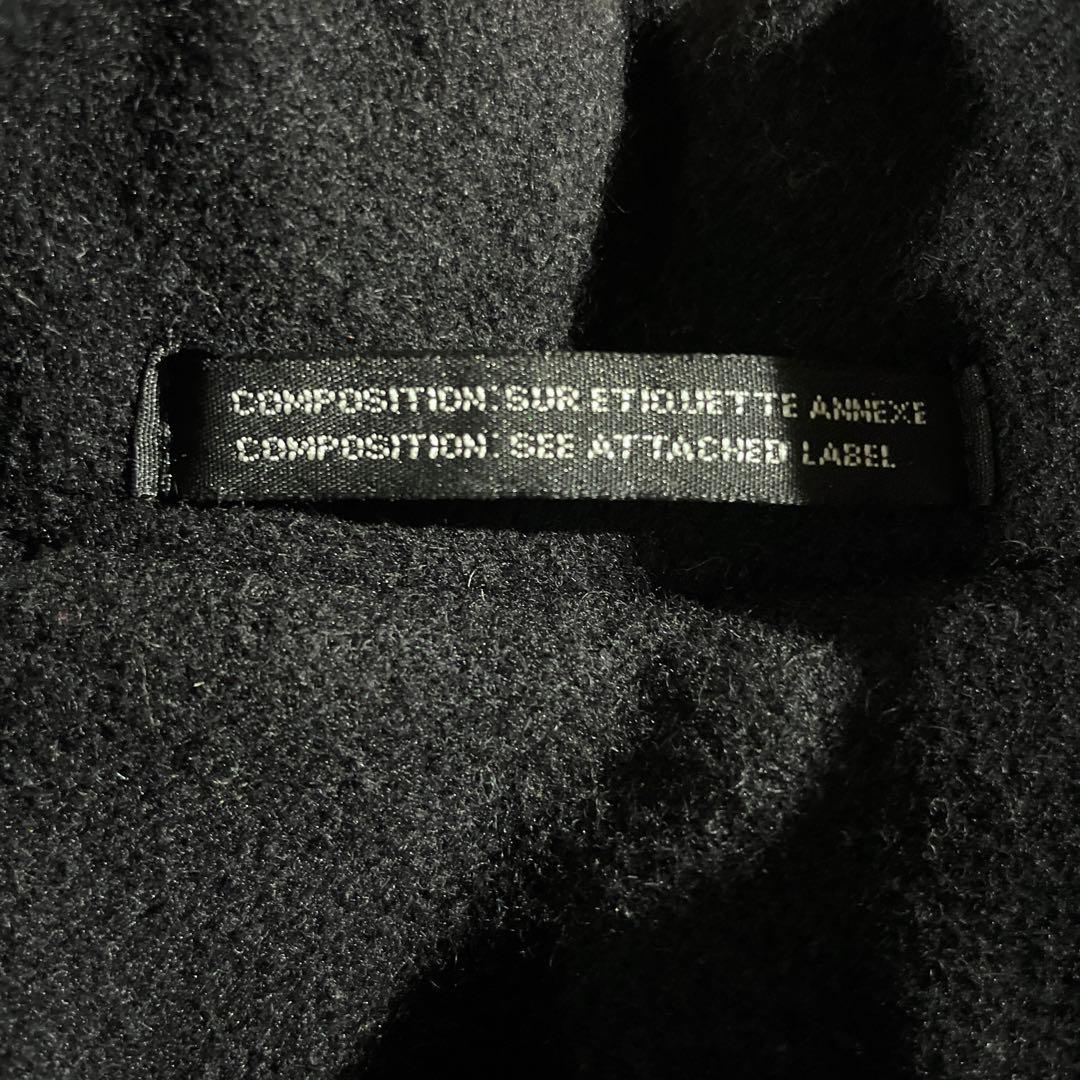 COMPOSITION: SUR ETIQUETTE ANNEXE
COMPOSITION: SEE ATTACHED LABEL